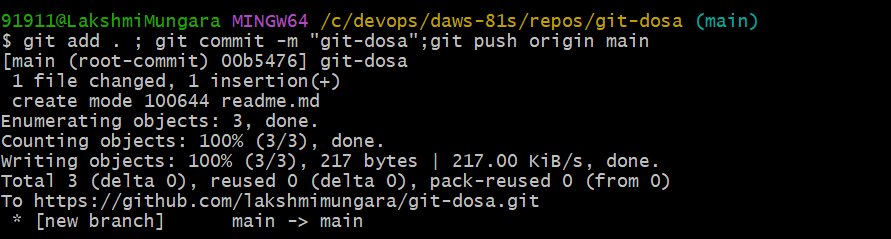 91911@LakshmiMungara MINGW64 /c/devops/daws-81s/repos/git-dosa (main)
$ git add . ; git commit -m "git-dosa";git push origin main
[main (root-commit) 00b5476] git-dosa
 1 file changed, 1 insertion(+)
 create mode 100644 readme.md
Enumerating objects: 3, done.
Counting objects: 100% (3/3), done.
Writing objects: 100% (3/3), 217 bytes | 217.00 KiB/s, done.
Total 3 (delta 0), reused 0 (delta 0), pack-reused 0 (from 0)
To https://github.com/lakshmimungara/git-dosa.git
 * [new branch]      main -> main